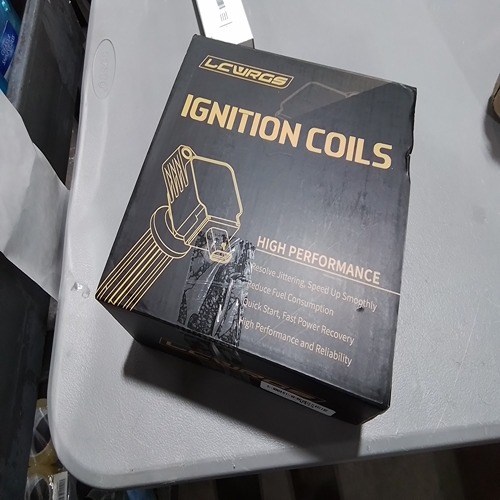 LCWRGS
IGNITION COILS
HIGH PERFORMANCE
Resolve Jittering, Speed Up Smoothly
Reduce Fuel Consumption
Quick Start, Fast Power Recovery
High Performance and Reliability